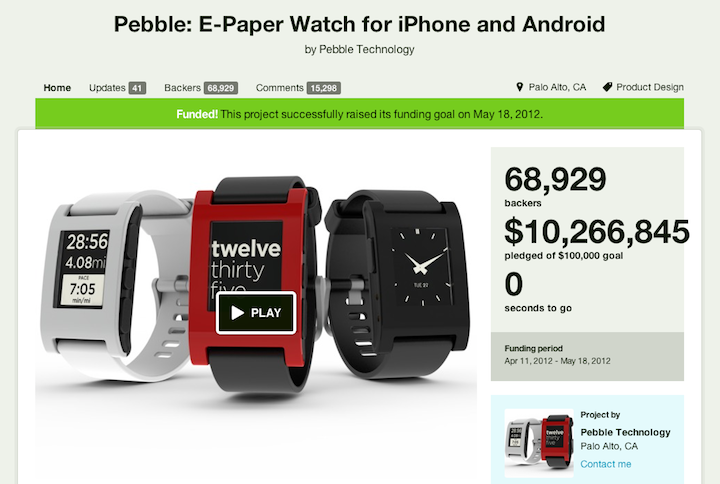 Pebble: E-Paper Watch for iPhone and Android
by Pebble Technology
Home Updates 41 Backers 68,929 Comments 15,298 Palo Alto, CA Product Design
Funded! This project successfully raised its funding goal on May 18, 2012.
28:56
4.08mi
PACE
7:05
min/mi
twelve
thirty
five
PLAY
TUE 27
68,929
backers
$10,266,845
pledged of $100,000 goal
0
seconds to go
Funding period
Apr 11, 2012 - May 18, 2012
twelve
thirty
five
Project by
Pebble Technology
Palo Alto, CA
Contact me